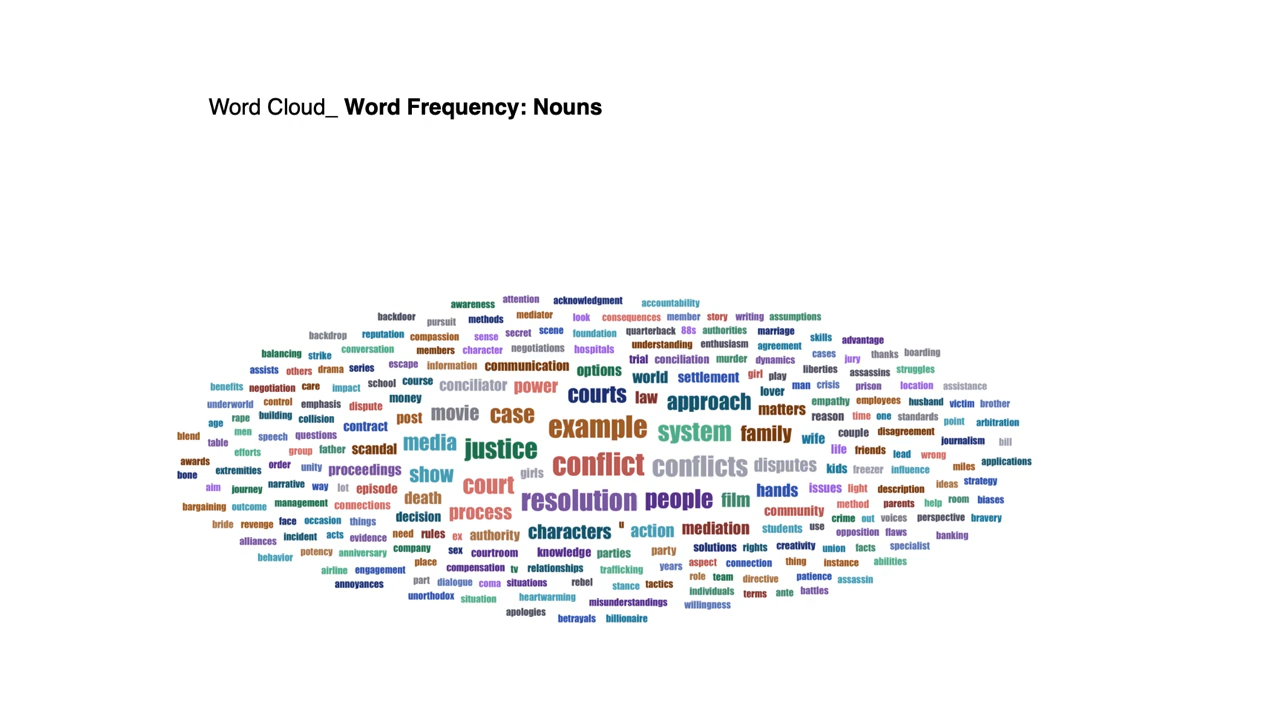 Word Cloud_ Word Frequency: Nouns
awareness attention acknowledgment accountability
backdoor pursuit methods mediator look consequences member story writing assumptions
backdrop reputation compassion sense secret scene foundation quarterback 88s authorities marriage skills advantage
balancing strike conversation members character negotiations hospitals understanding enthusiasm agreement cases jury thanks boarding
assists others drama series escape information communication options trial conciliation murder dynamics liberties assassins struggles
benefits negotiation care impact school course conciliator power world settlement girl play man crisis prison location assistance
underworld control emphasis dispute money courts law approach lover empathy employees husband victim brother
age rape building collision contract post movie case example system matters reason time one standards point arbitration
blend table men speech questions media justice family wife couple disagreement journalism bill
efforts group father scandal life friends lead wrong
awards bone extremities order unity proceedings show girls conflict conflicts disputes kids freezer influence miles applications
aim journey narrative way lot episode court hands issues light description ideas strategy
bargaining outcome management connections death process resolution people film community method parents help room biases
bride revenge face occasion things decision characters u action mediation students use crime out voices perspective bravery
alliances incident acts evidence need rules ex authority opposition flaws banking
behavior potency anniversary company sex courtroom knowledge parties party solutions rights creativity union facts specialist
airline engagement place compensation tv relationships trafficking years aspect connection thing instance abilities
annoyances part dialogue coma situations rebel stance tactics role team directive patience assassin
unorthodox situation heartwarming misunderstandings individuals terms ante battles
apologies willingness
betrayals billionaire